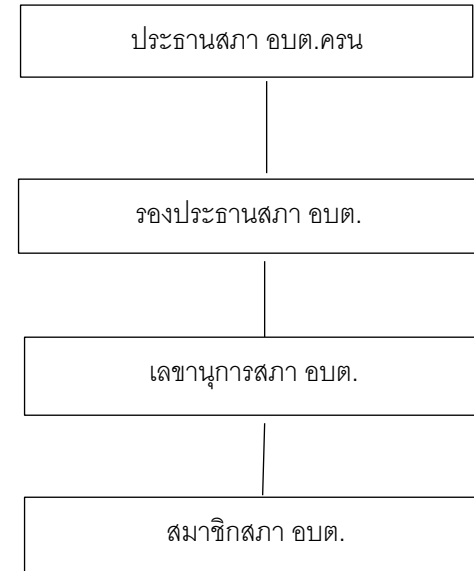 ประธานสภา อบต.ครน
รองประธานสภา อบต.
เลขานุการสภา อบต.
สมาชิกสภา อบต.